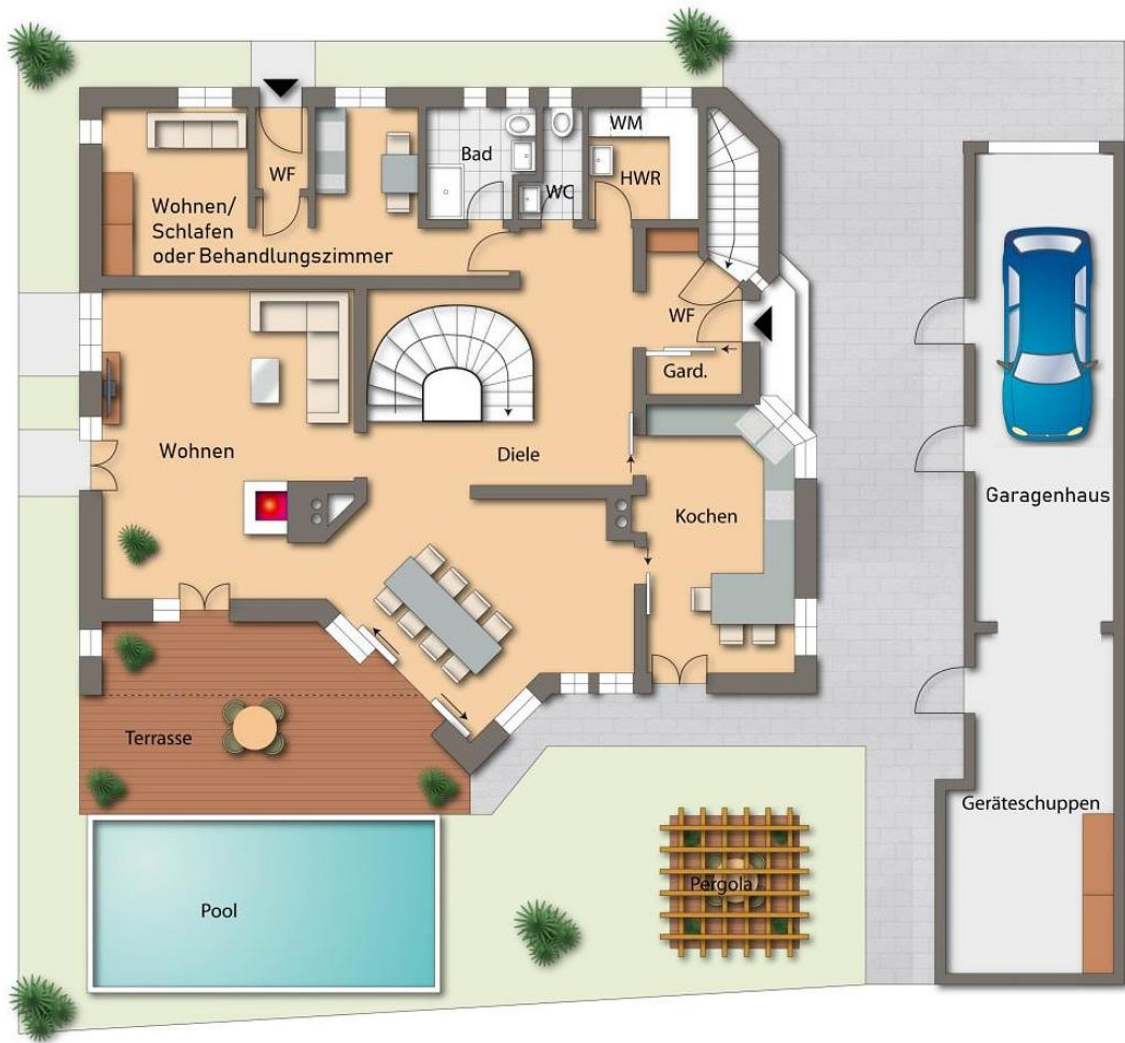 WM
Bad
WF
HWR
WC
Wohnen/
Schlafen
oder Behandlungszimmer
WF
Gard.
Wohnen
Diele
Kochen
Garagenhaus
Terrasse
Geräteschuppen
Pergola
Pool